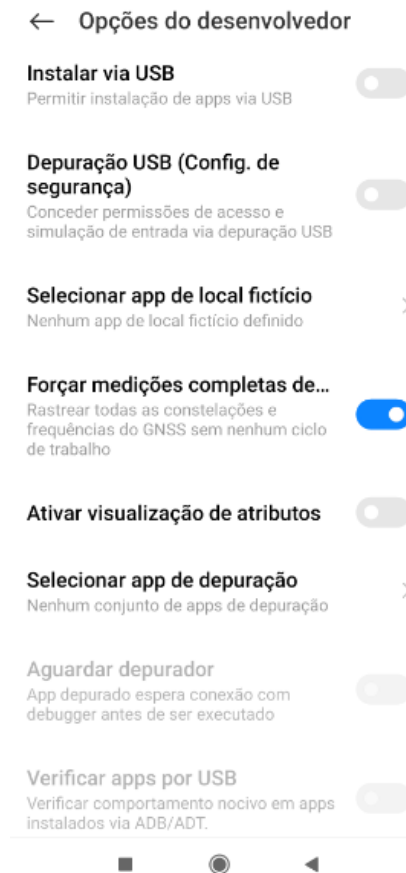 Opções do desenvolvedor
Instalar via USB
Permitir instalação de apps via USB
Depuração USB (Config. de
segurança)
Conceder permissões de acesso e
simulação de entrada via depuração USB
Selecionar app de local fictício
Nenhum app de local fictício definido
Forçar medições completas de...
Rastrear todas as constelações e
frequências do GNSS sem nenhum ciclo
de trabalho
Ativar visualização de atributos
Selecionar app de depuração
Nenhum conjunto de apps de depuração
Aguardar depurador
App depurado espera conexão com
debugger antes de ser executado
Verificar apps por USB
Verificar comportamento nocivo em apps
instalados via ADB/ADT.